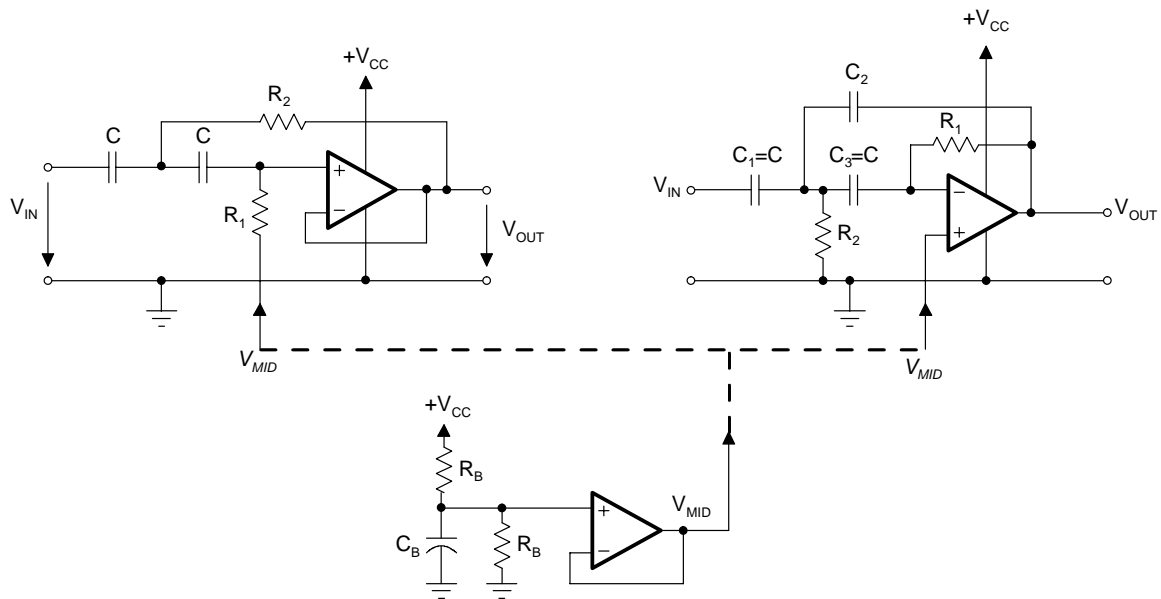 +V_CC
R_2
C C
+
−
R_1
V_IN
V_OUT
V_MID
+V_CC
C_2
R_1
C_1=C C_3=C
V_IN
−
+
R_2
V_OUT
V_MID
+V_CC
R_B
V_MID
+
−
C_B
R_B